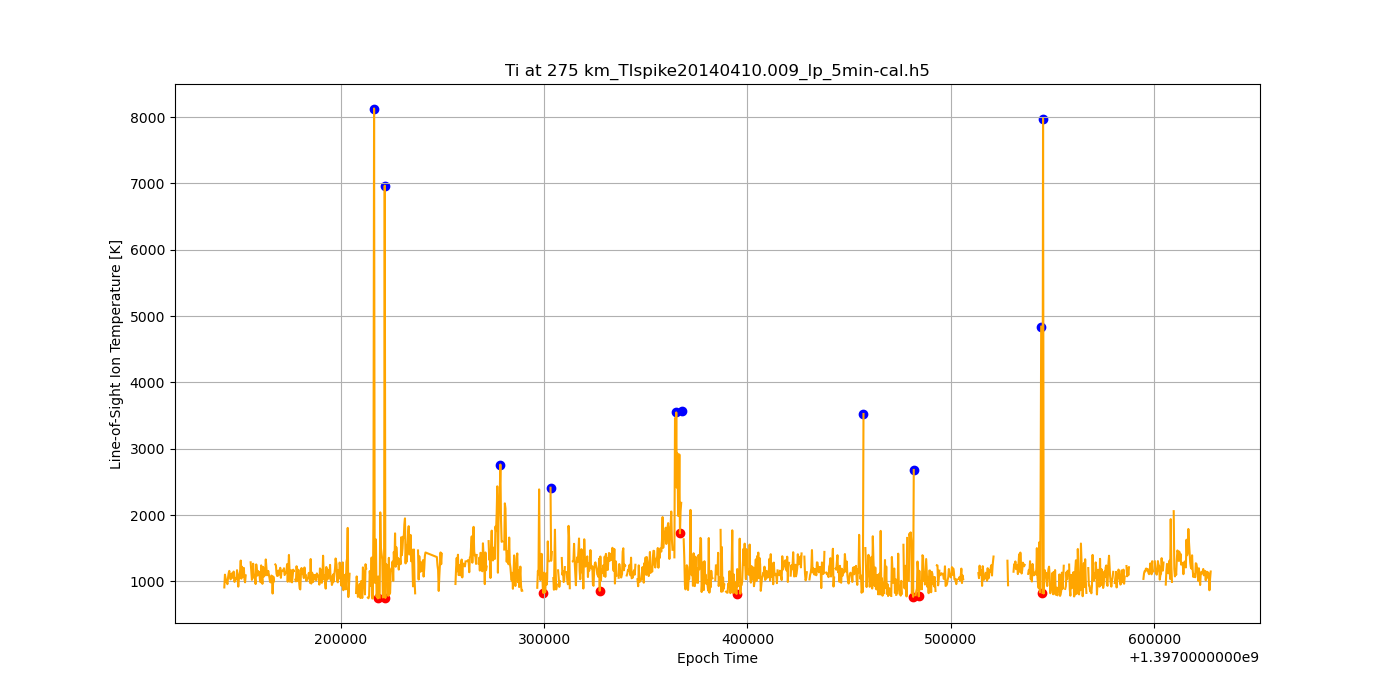 Ti at 275 km_TIspike20140410.009_lp_5min-cal.h5
Line-of-Sight Ion Temperature [K]
8000
7000
6000
5000
4000
3000
2000
1000
200000 300000 400000 500000 600000
Epoch Time
+1.3970000000e9